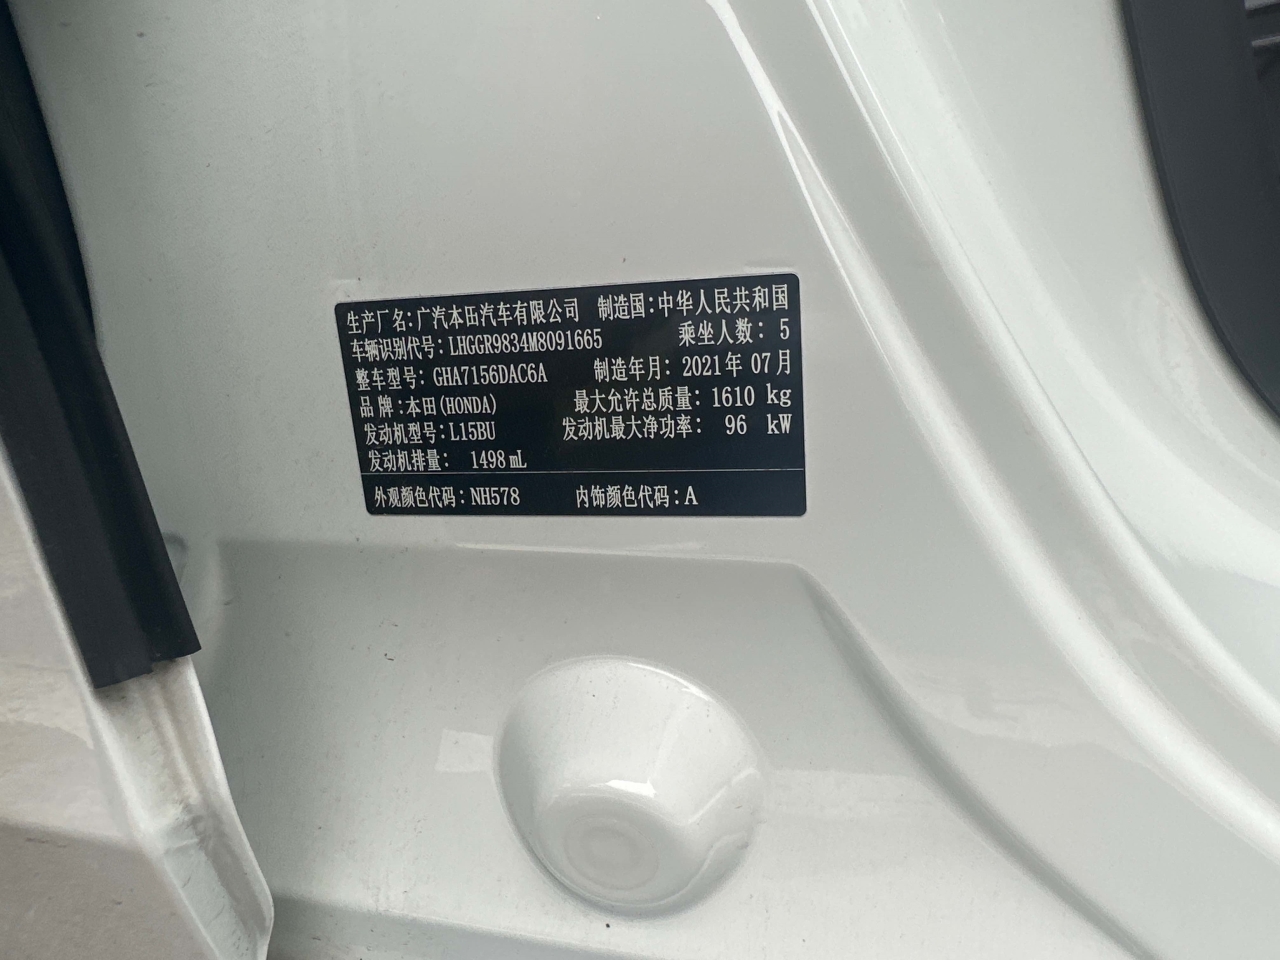 生产厂名:广汽本田汽车有限公司 制造国:中华人民共和国
车辆识别代号: LHGGR9834M8091665 乘坐人数: 5
整车型号: GHA7156DAC6A 制造年月: 2021年 07月
品牌:本田(HONDA) 最大允许总质量: 1610 kg
发动机型号:L15BU 发动机最大净功率: 96 kW
发动机排量: 1498mL
外观颜色代码:NH578 内饰颜色代码:A